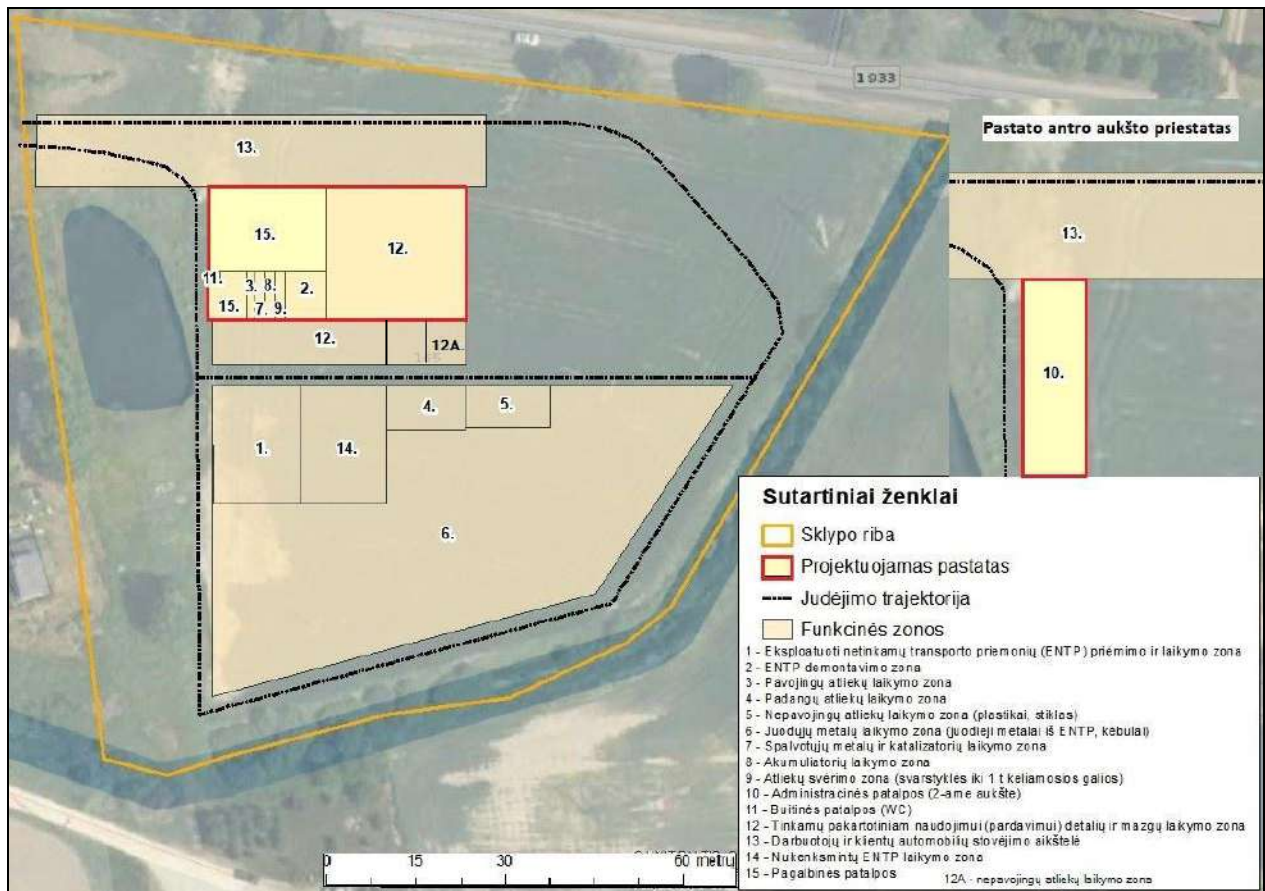 1933
Pastato antro aukšto priestatas
13.
13.
15.
12.
11.
3.
8.
2.
15.
7.
9.
12.
12A.
10.
4.
5.
1.
14.
6.
Sutartiniai ženklai
Sklypo riba
Projektuojamas pastatas
Judėjimo trajektorija
Funkcinės zonos
1 - Eksploatuoti netinkamų transporto priemonių (ENTP) priėmimo ir laikymo zona
2 - ENTP demontavimo zona
3 - Pavojingų atliekų laikymo zona
4 - Padangų atliekų laikymo zona
5 - Nepavojingų atliekų laikymo zona (plastikai, stiklas)
6 - Juodųjų metalų laikymo zona (juodieji metalai iš ENTP, kėbulai)
7 - Spalvotųjų metalų ir katalizatorių laikymo zona
8 - Akumuliatorių laikymo zona
9 - Atliekų svėrimo zona (svarstyklės iki 1 t keliamosios galios)
10 - Administracinės patalpos (2-ame aukšte)
11 - Buitinės patalpos (WC)
12 - Tinkamų pakartotiniam naudojimui (pardavimui) detalių ir mazgų laikymo zona
13 - Darbuotojų ir klientų automobilių stovėjimo aikštelė
14 - Nukenksmintų ENTP laikymo zona
15 - Pagalbinės patalpos
12A - nepavojingų atliekų laikymo zona
0 15 30 60 metrų